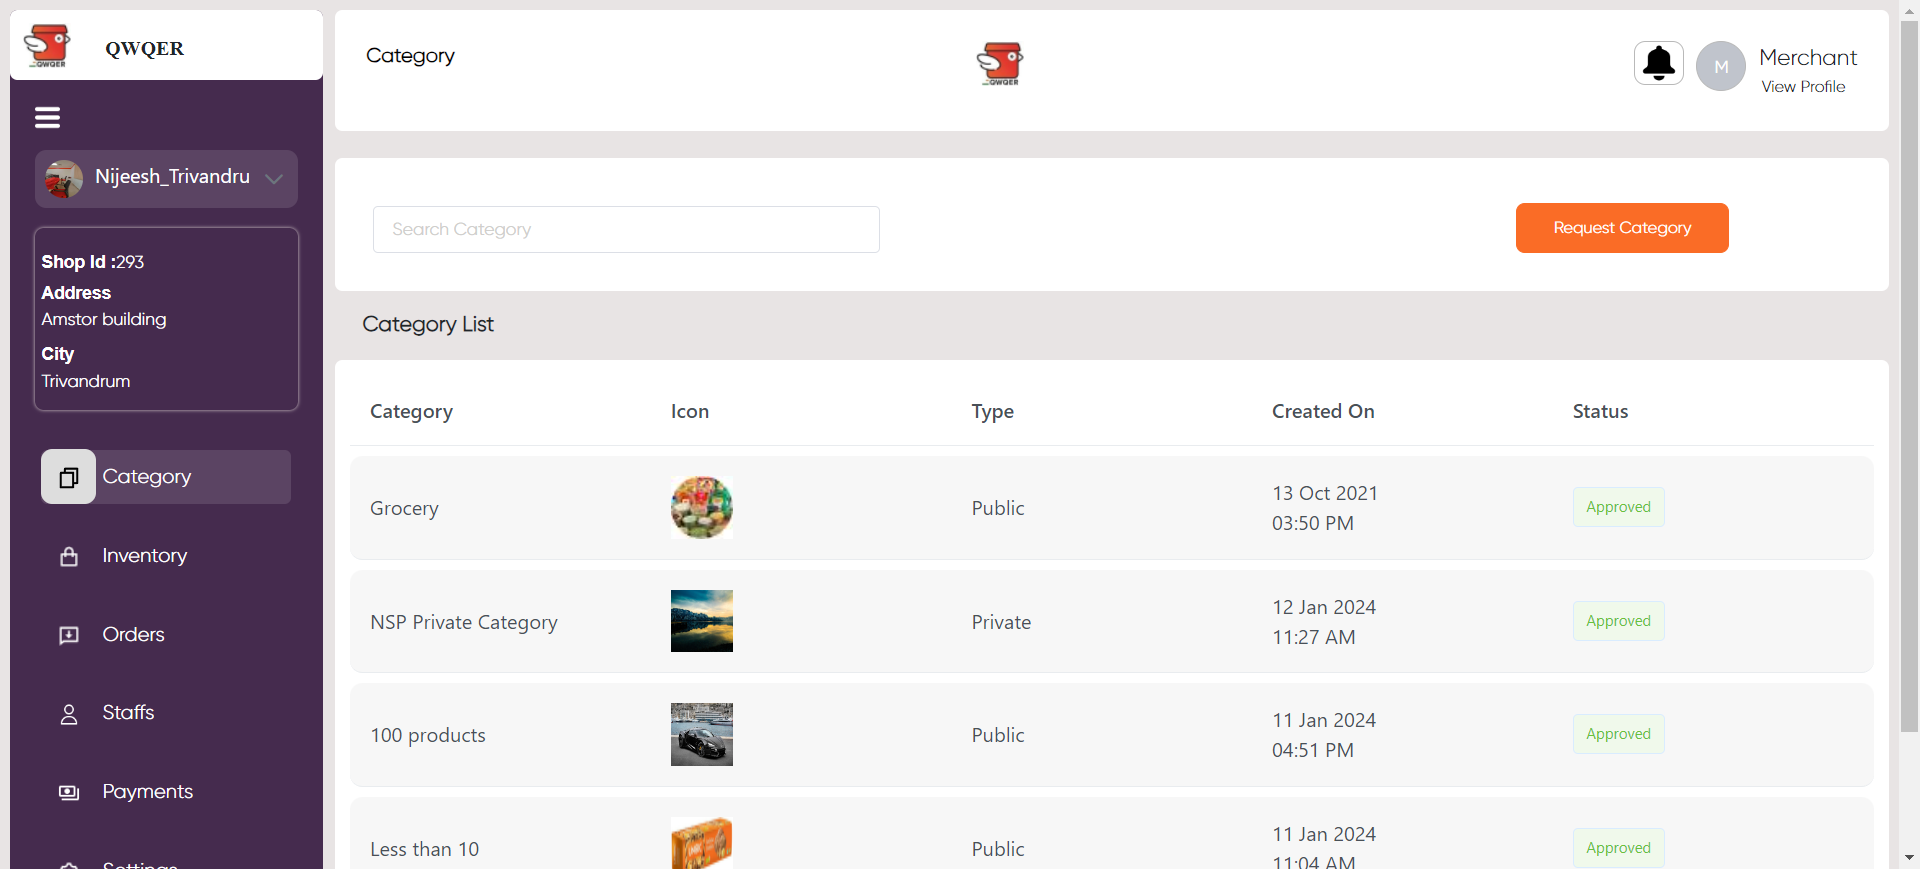 QWQER
Nijeesh_Trivandru
Shop Id :293
Address
Amstor building
City
Trivandrum
Category
Inventory
Orders
Staffs
Payments
Settings
Category
QWQER
Merchant
M
View Profile
Search Category
Request Category
Category List
Category Icon Type Created On Status
Grocery Public 13 Oct 2021 03:50 PM Approved
NSP Private Category Private 12 Jan 2024 11:27 AM Approved
100 products Public 11 Jan 2024 04:51 PM Approved
Less than 10 Public 11 Jan 2024 11:04 AM Approved